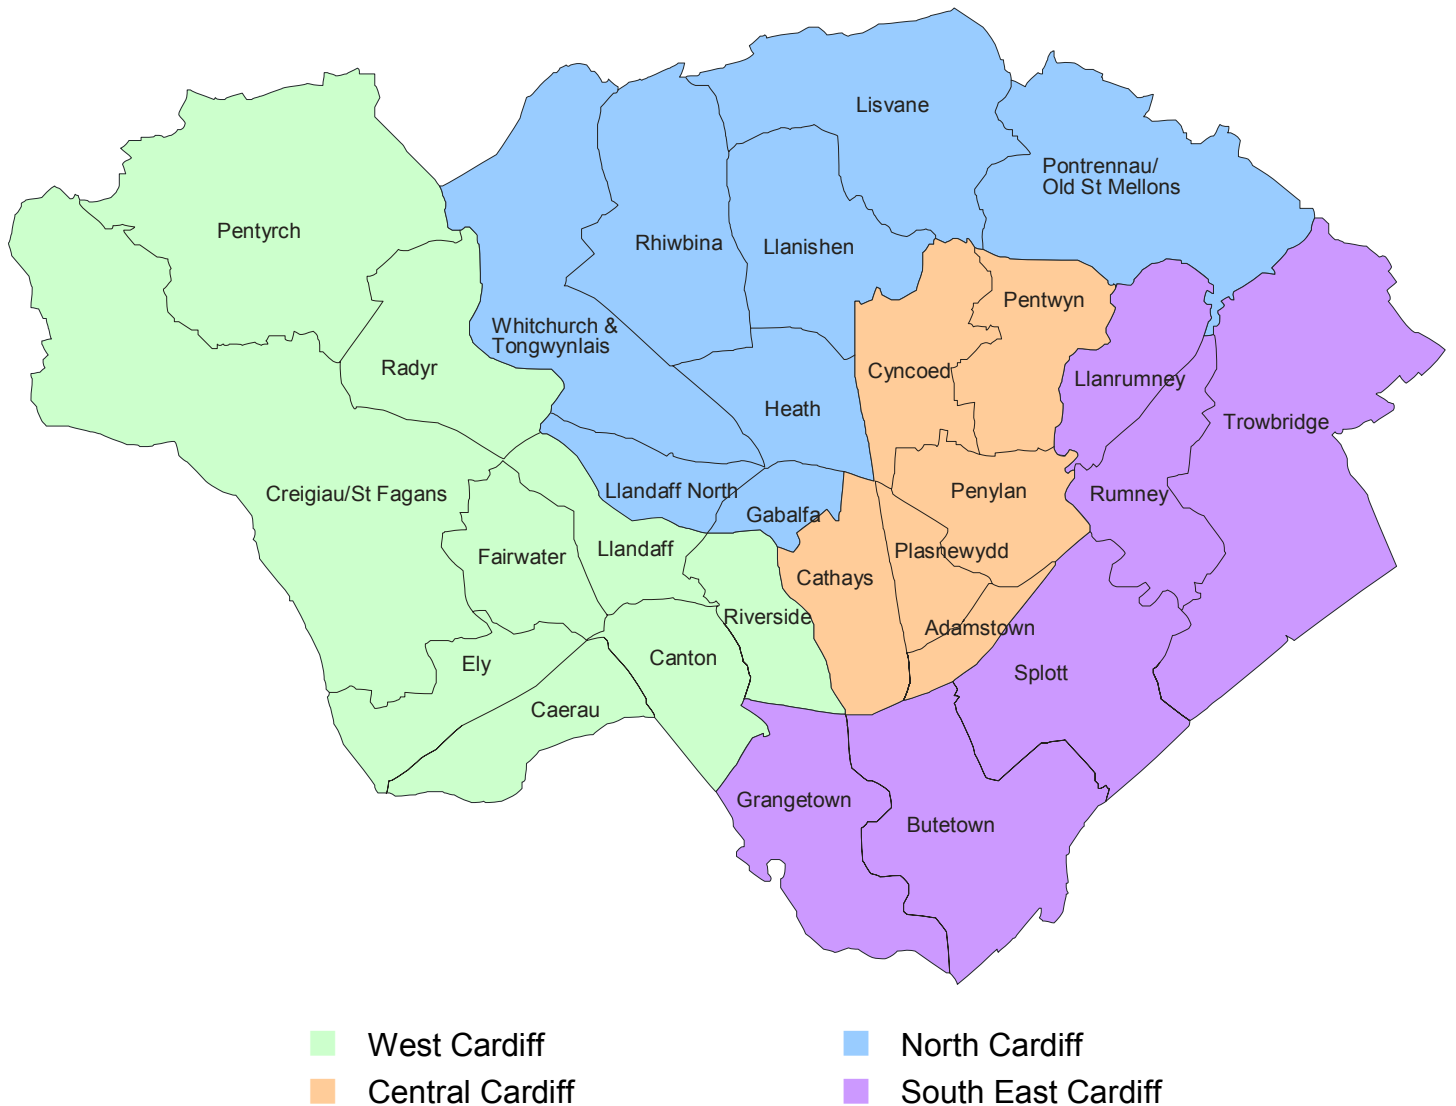 Lisvane
Pontrennau/
Old St Mellons
Pentyrch
Rhiwbina
Llanishen
Pentwyn
Whitchurch &
Tongwynlais
Radyr
Cyncoed
Llanrumney
Heath
Trowbridge
Creigiau/St Fagans
Llandaff North
Penylan
Rumney
Gabalfa
Fairwater
Llandaff
Plasnewydd
Cathays
Riverside
Adamstown
Ely
Canton
Splott
Caerau
Grangetown
Butetown
West Cardiff
North Cardiff
Central Cardiff
South East Cardiff